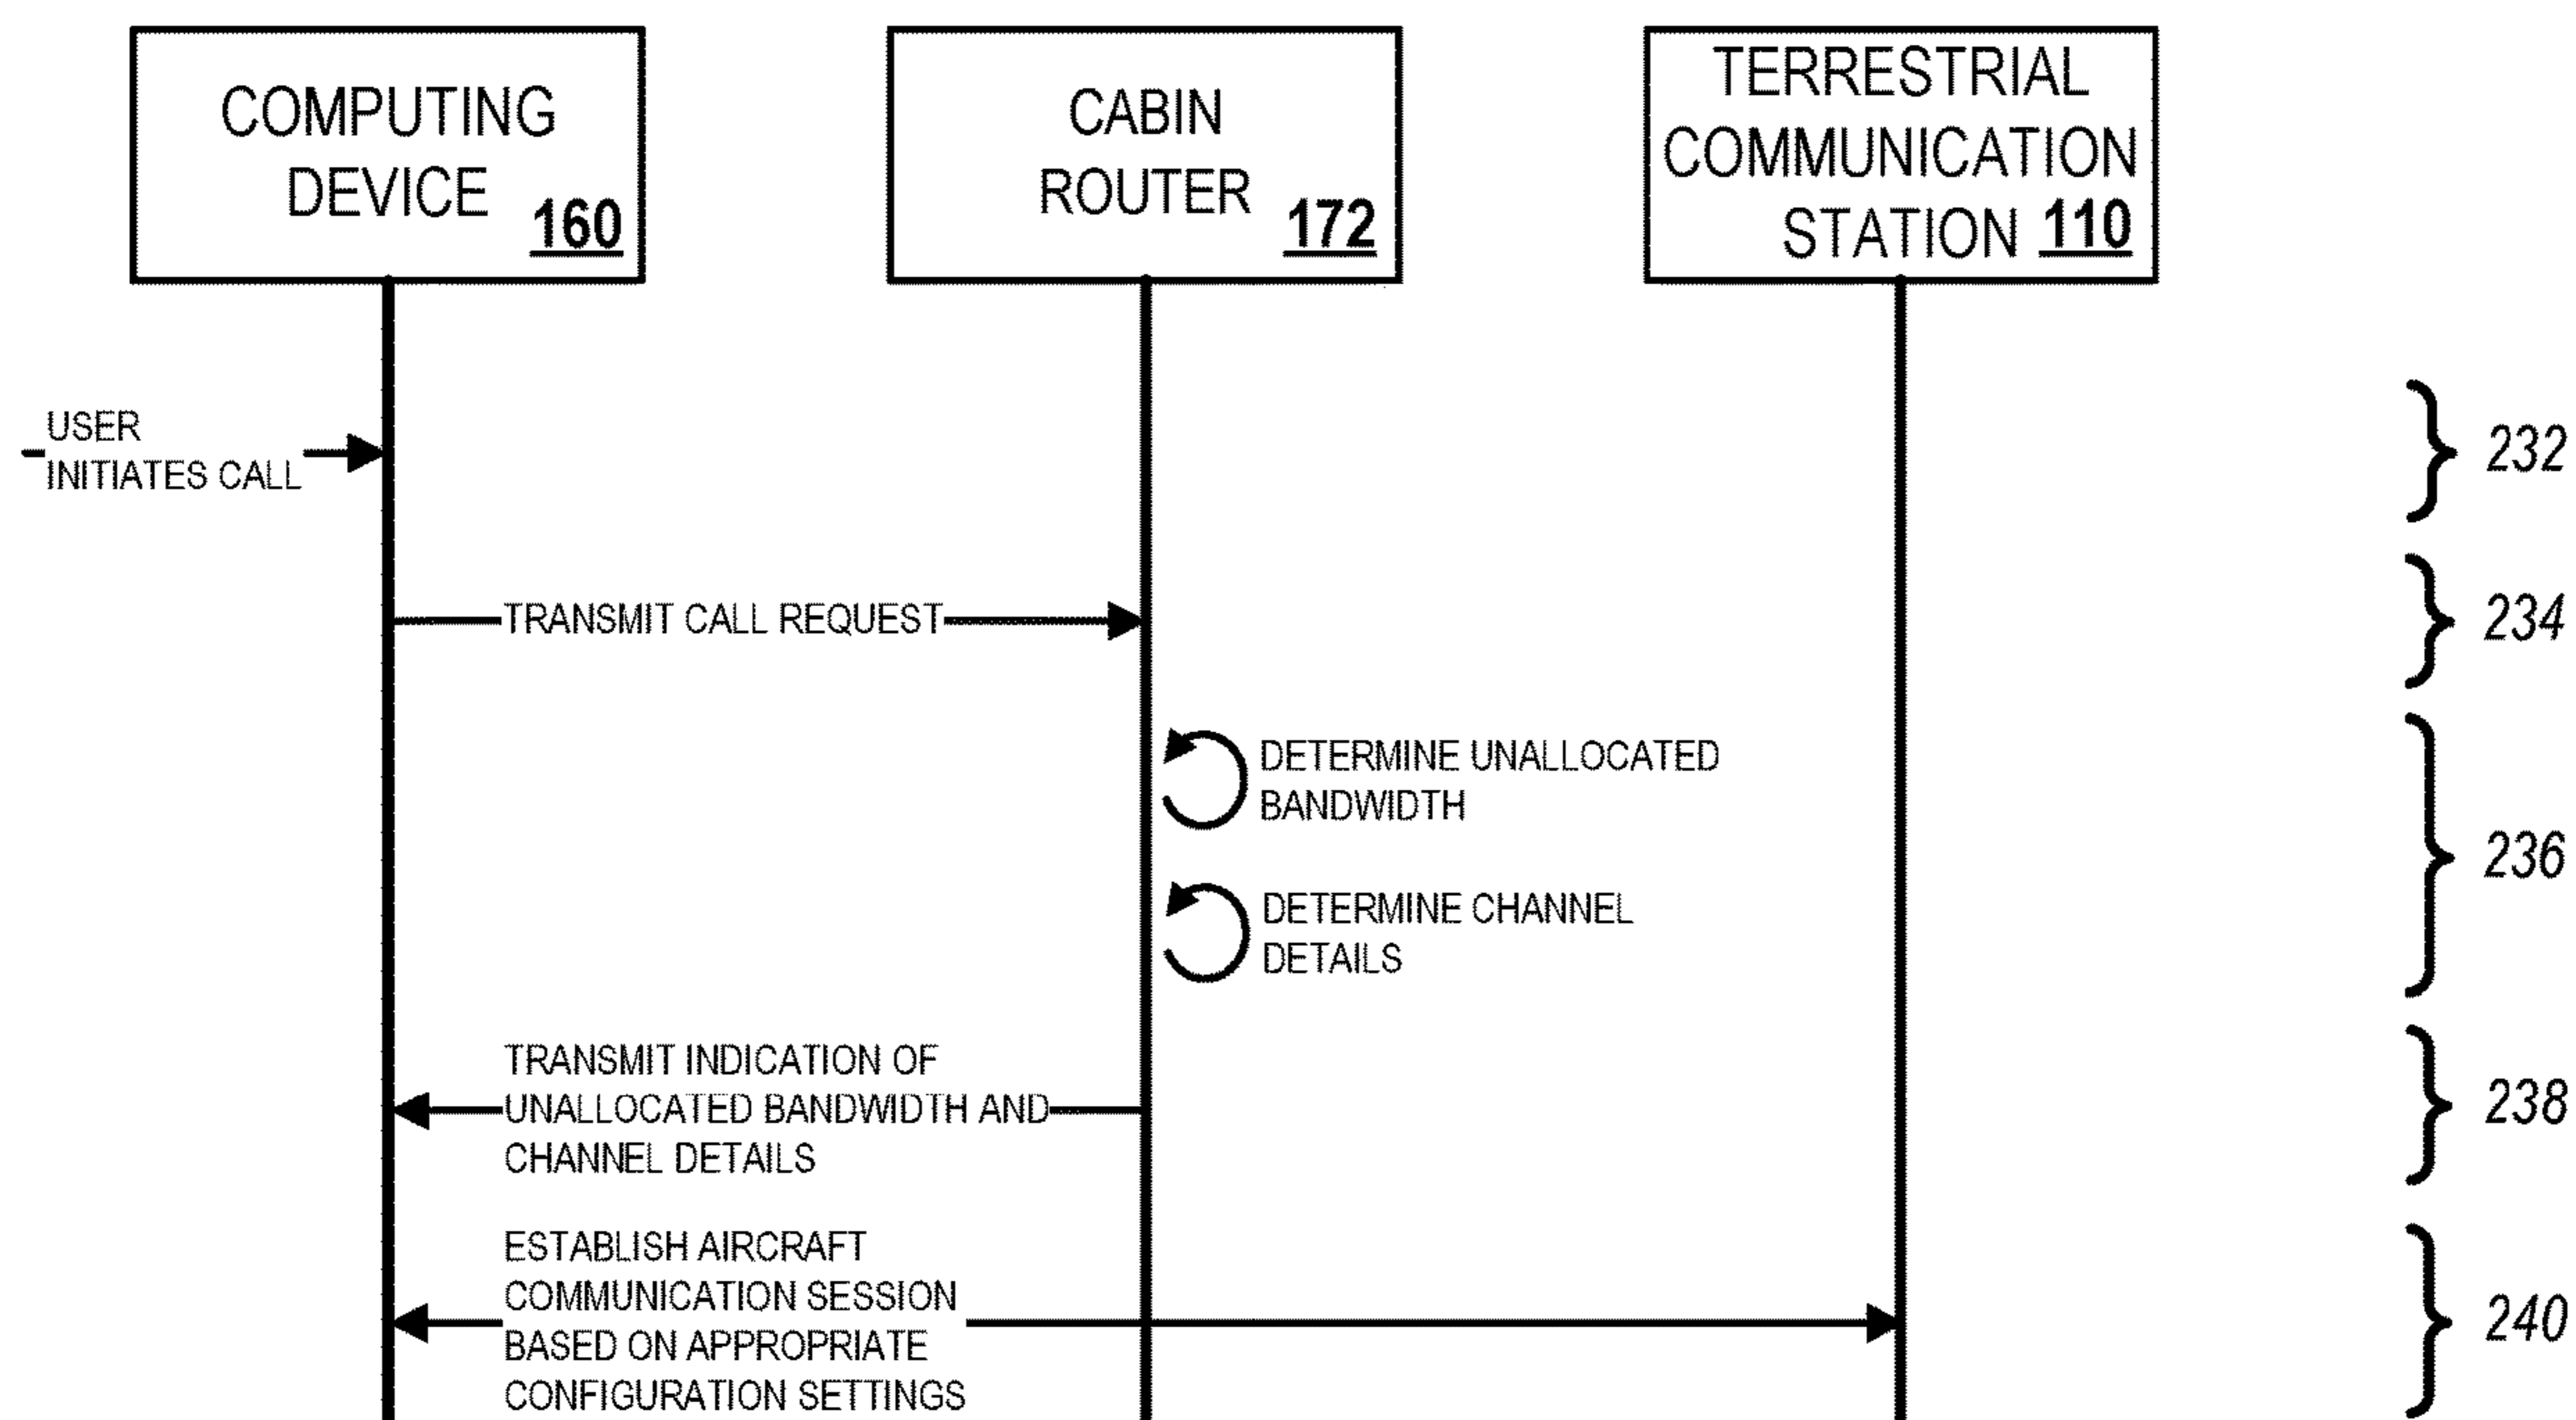 COMPUTING
DEVICE 160
CABIN
ROUTER 172
TERRESTRIAL
COMMUNICATION
STATION 110
USER
INITIATES CALL
232
TRANSMIT CALL REQUEST
234
DETERMINE UNALLOCATED
BANDWIDTH
DETERMINE CHANNEL
DETAILS
236
TRANSMIT INDICATION OF
UNALLOCATED BANDWIDTH AND
CHANNEL DETAILS
238
ESTABLISH AIRCRAFT
COMMUNICATION SESSION
BASED ON APPROPRIATE
CONFIGURATION SETTINGS
240